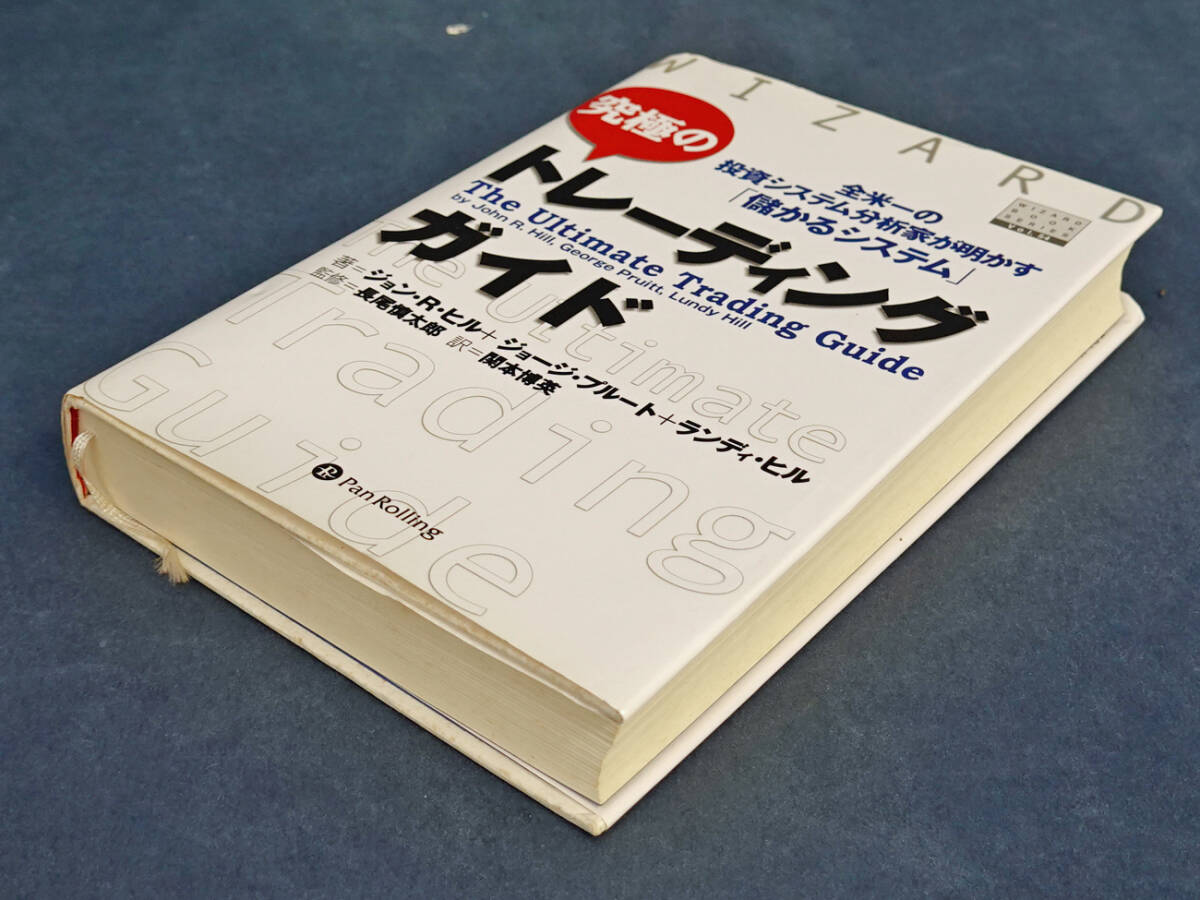 WIZARD
WIZARD
BOOK
SERIES
全米一の
投資システム分析家が明かす
「儲かるシステム」
究極の
トレーディング
The Ultimate Trading Guide
by John R. Hill, George Pruitt, Lundy Hill
ガイド
著=ジョン・R・ヒル+ジョージ・プルート+ランディ・ヒル
監修=長尾慎太郎 訳=関本博英
The Ultimate
Trading
Guide
PanRolling